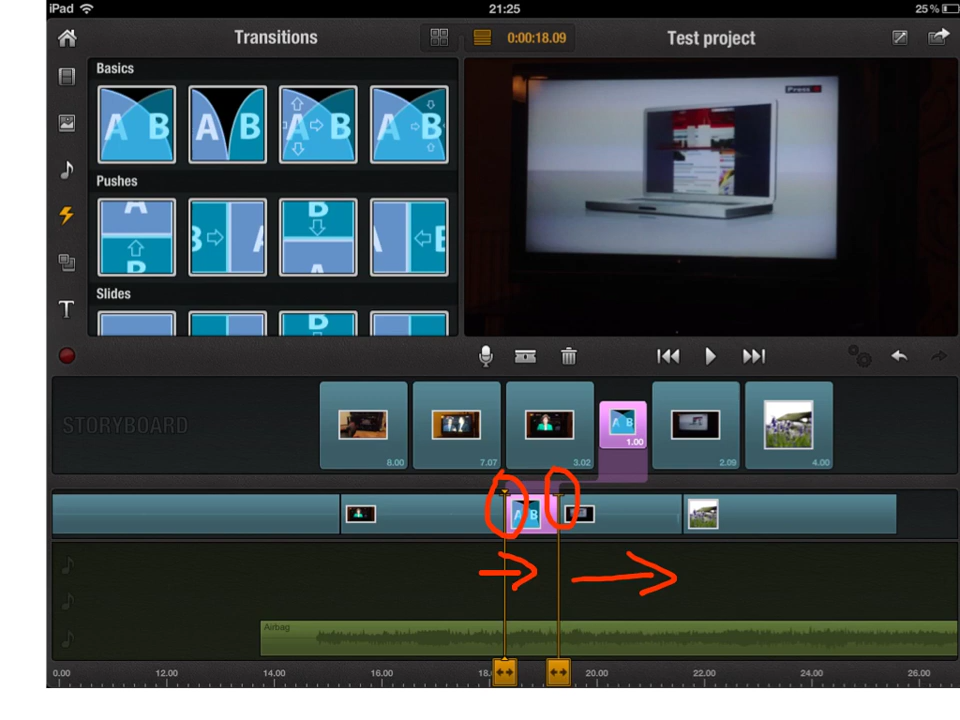 iPad 21:25 25%
Transitions 0:00:18.09 Test project
Basics
A B A B A B A B
Press
Pushes
A B B A B A A B
Slides
B
T
STORYBOARD
A B
8.00 7.07 3.02 1.00 2.09 4.00
A B
Airbag
0.00 12.00 14.00 16.00 18. 20.00 22.00 24.00 26.00